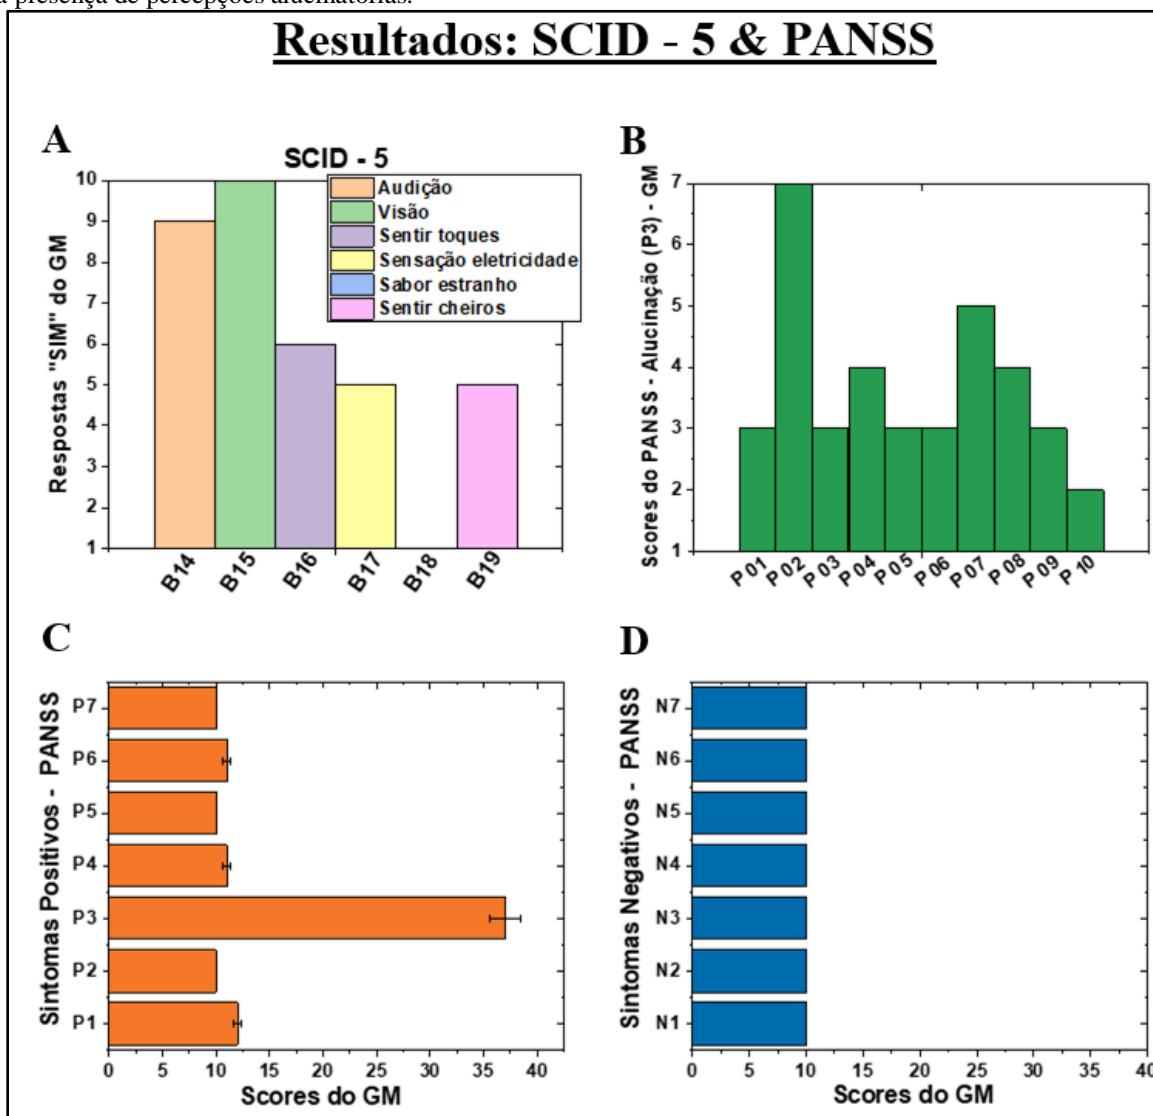 a presença de percepções alucinatórias.
Resultados: SCID - 5 & PANSS
A
SCID - 5
Audição
Visão
Sentir toques
Sensação eletricidade
Sabor estranho
Sentir cheiros
Respostas "SIM" do GM
10
9
8
7
6
5
4
3
2
1
B14
B15
B16
B17
B18
B19
B
Scores do PANSS - Alucinação (P3) - GM
7
6
5
4
3
2
1
P 01
P 02
P 03
P 04
P 05
P 06
P 07
P 08
P 09
P 10
C
Sintomas Positivos - PANSS
P7
P6
P5
P4
P3
P2
P1
0 5 10 15 20 25 30 35 40
Scores do GM
D
Sintomas Negativos - PANSS
N7
N6
N5
N4
N3
N2
N1
0 5 10 15 20 25 30 35 40
Scores do GM